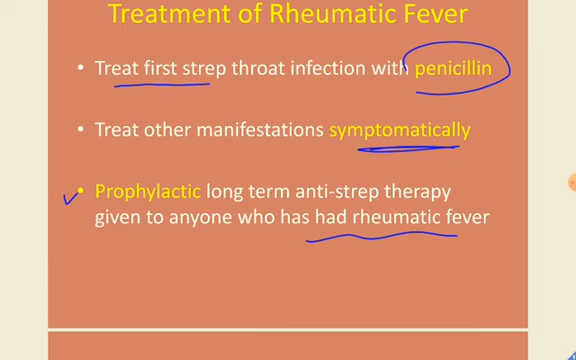 Treatment of Rheumatic Fever
• Treat first strep throat infection with penicillin
• Treat other manifestations symptomatically
• Prophylactic long term anti-strep therapy
given to anyone who has had rheumatic fever